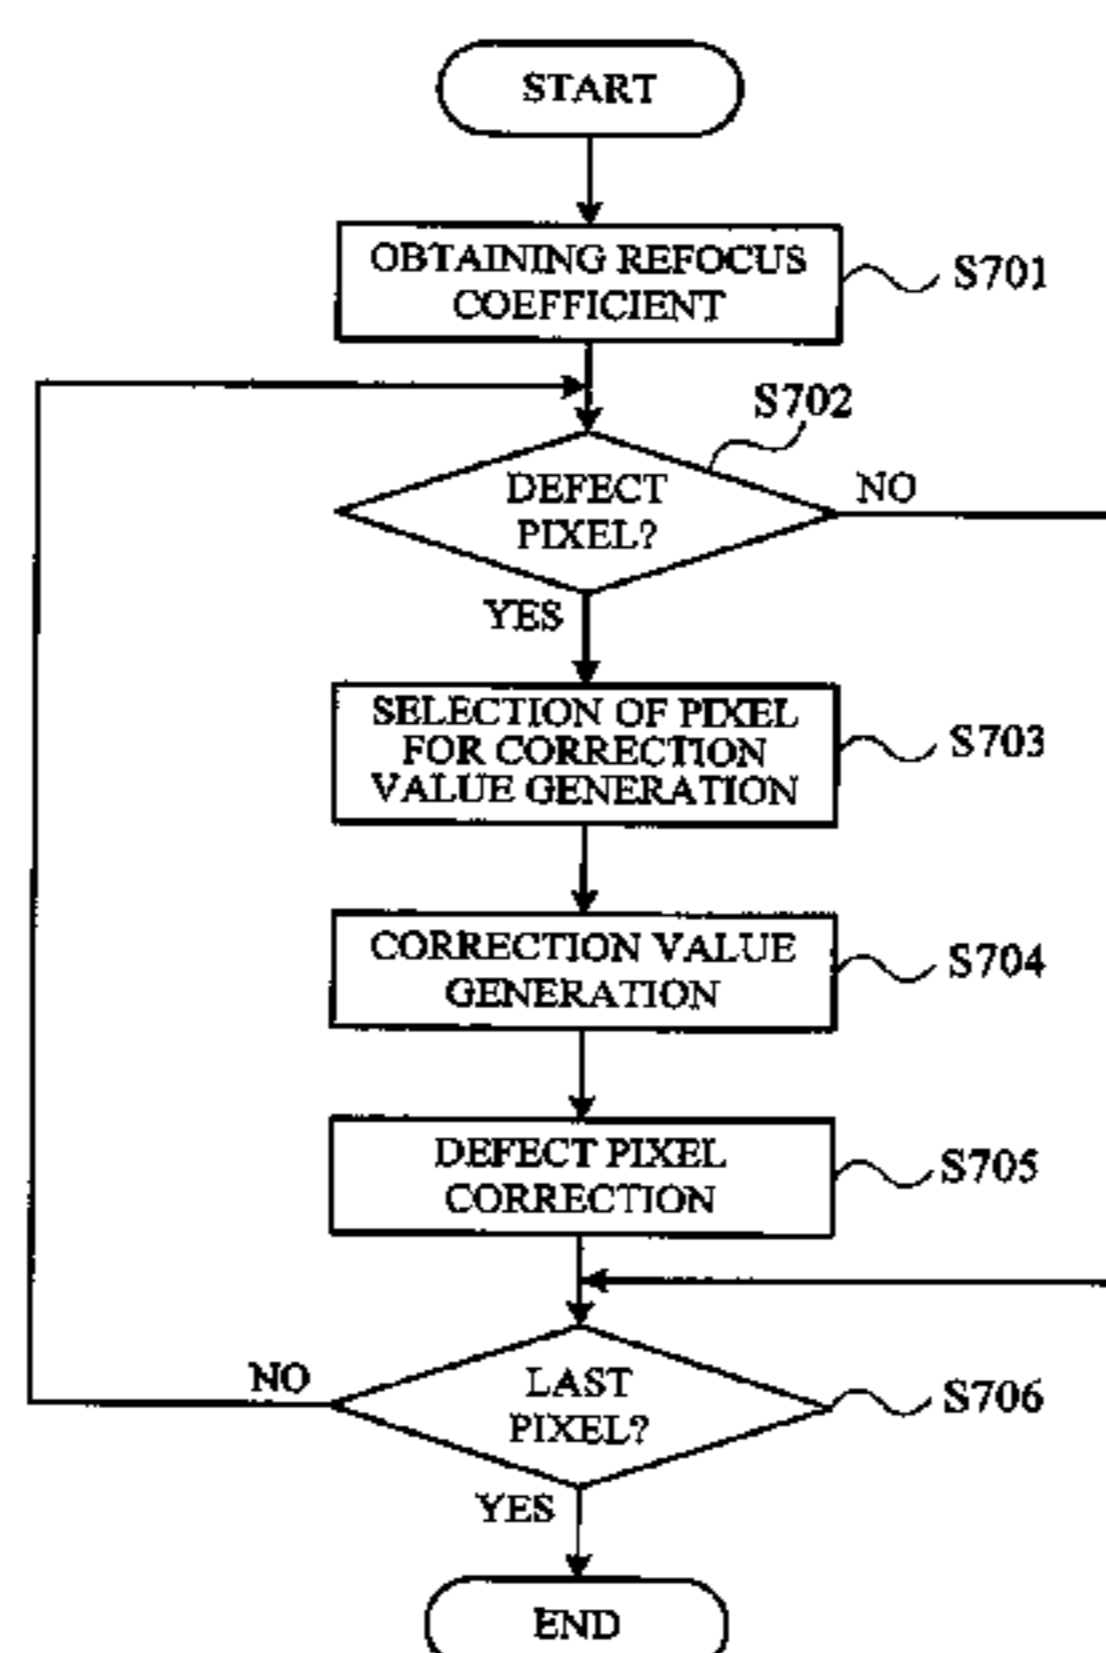 START
OBTAINING REFOCUS
COEFFICIENT
S701
S702
DEFECT
PIXEL?
NO
YES
SELECTION OF PIXEL
FOR CORRECTION
VALUE GENERATION
S703
CORRECTION VALUE
GENERATION
S704
DEFECT PIXEL
CORRECTION
S705
NO
LAST
PIXEL?
S706
YES
END